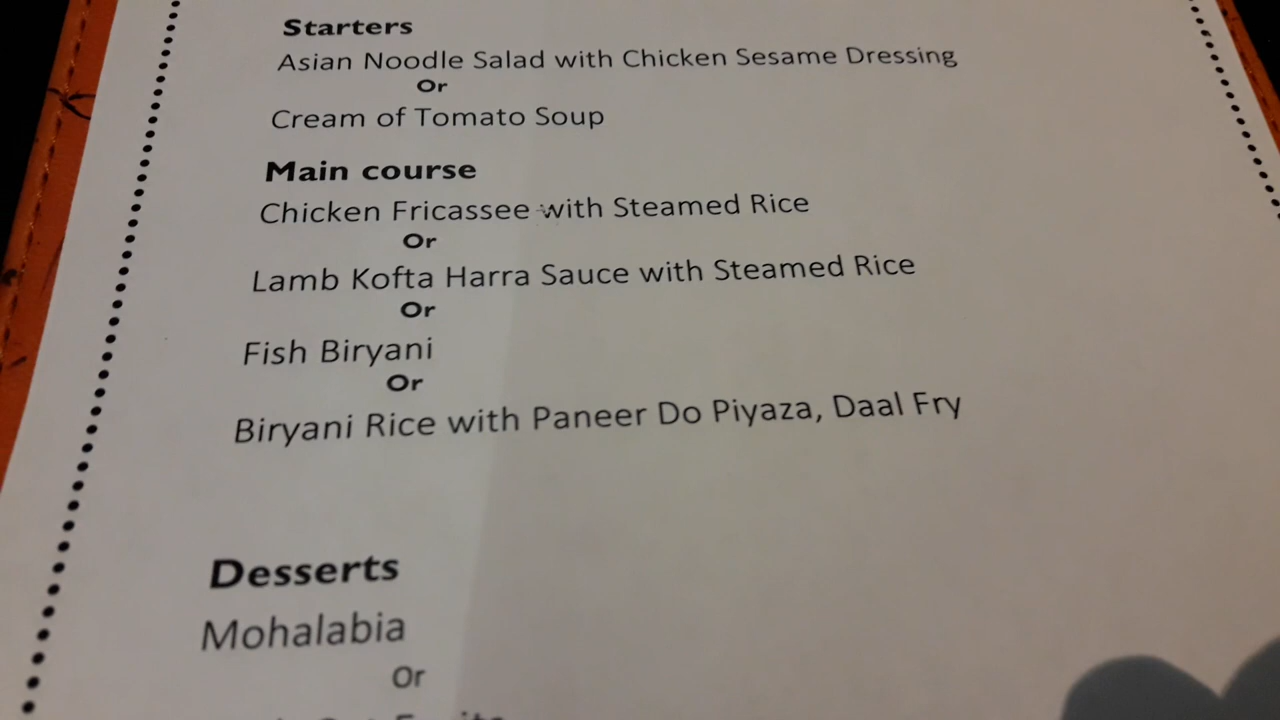 Starters
Asian Noodle Salad with Chicken Sesame Dressing
Or
Cream of Tomato Soup
Main course
Chicken Fricassee with Steamed Rice
Or
Lamb Kofta Harra Sauce with Steamed Rice
Or
Fish Biryani
Or
Biryani Rice with Paneer Do Piyaza, Daal Fry
Desserts
Mohalabia
Or